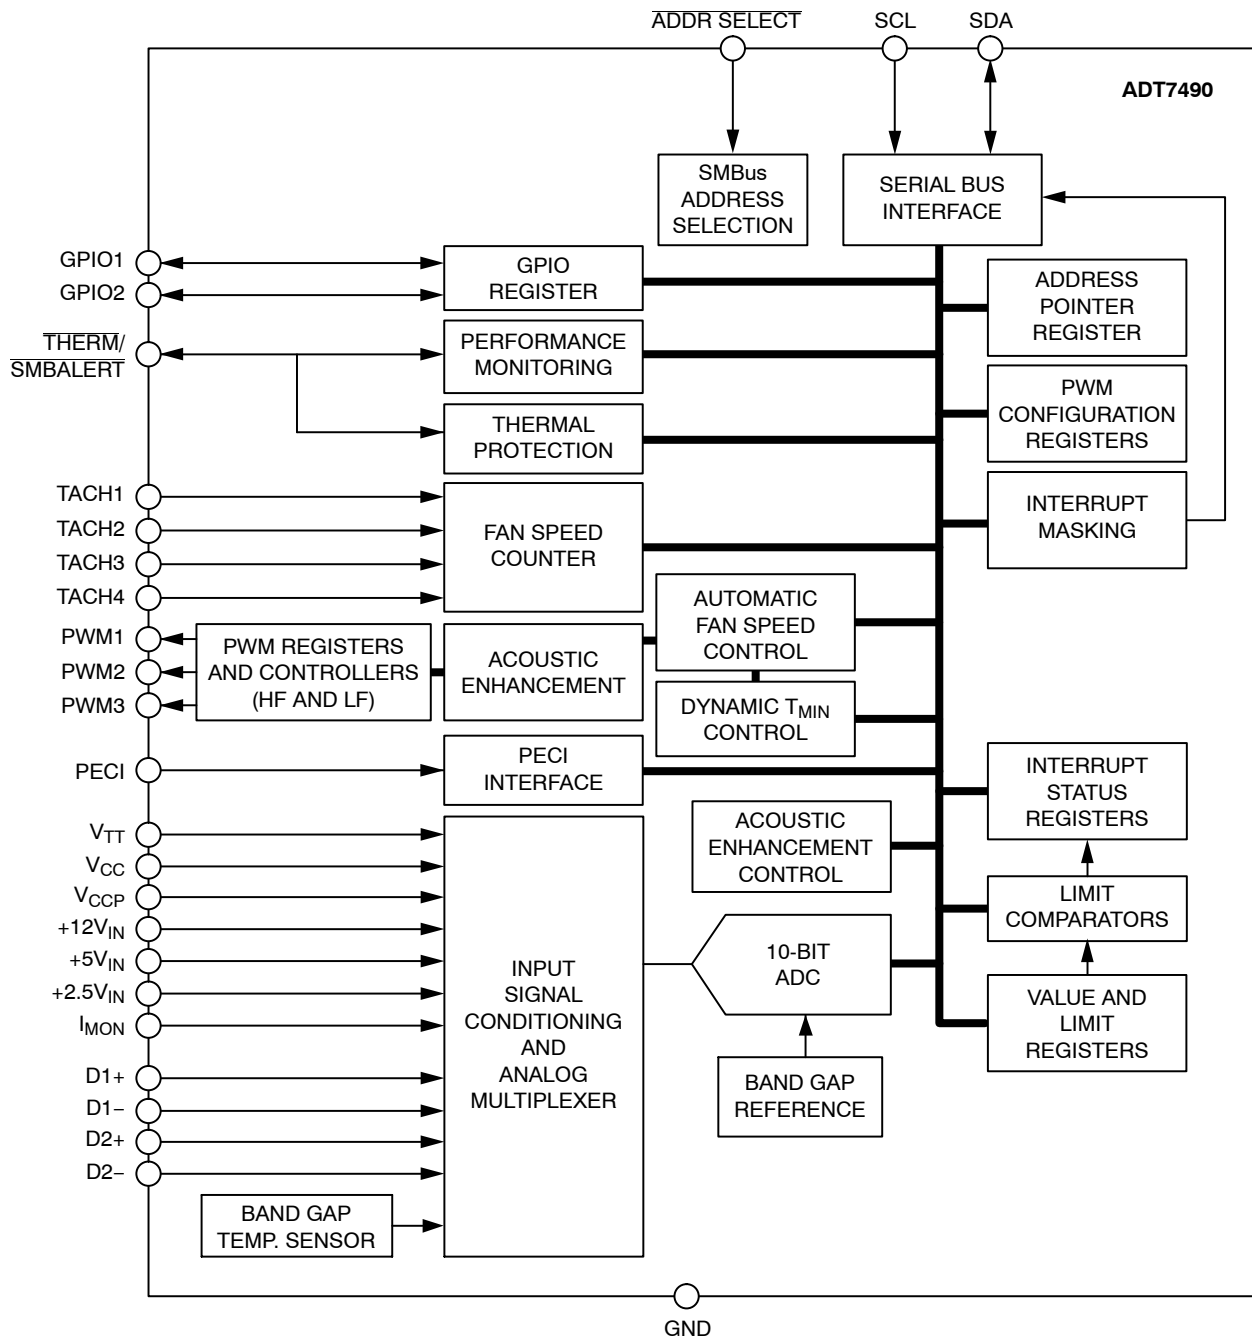 ADDR SELECT
SCL
SDA
ADT7490
SMBus
ADDRESS
SELECTION
SERIAL BUS
INTERFACE
GPIO1
GPIO2
GPIO
REGISTER
ADDRESS
POINTER
REGISTER
THERM/
SMBALERT
PERFORMANCE
MONITORING
PWM
CONFIGURATION
REGISTERS
THERMAL
PROTECTION
TACH1
TACH2
TACH3
TACH4
FAN SPEED
COUNTER
INTERRUPT
MASKING
AUTOMATIC
FAN SPEED
CONTROL
PWM1
PWM2
PWM3
PWM REGISTERS
AND CONTROLLERS
(HF AND LF)
ACOUSTIC
ENHANCEMENT
DYNAMIC TMIN
CONTROL
PECI
PECI
INTERFACE
INTERRUPT
STATUS
REGISTERS
VTT
VCC
VCCP
+12VIN
+5VIN
+2.5VIN
IMON
D1+
D1−
D2+
D2−
INPUT
SIGNAL
CONDITIONING
AND
ANALOG
MULTIPLEXER
ACOUSTIC
ENHANCEMENT
CONTROL
LIMIT
COMPARATORS
10-BIT
ADC
VALUE AND
LIMIT
REGISTERS
BAND GAP
REFERENCE
BAND GAP
TEMP. SENSOR
GND